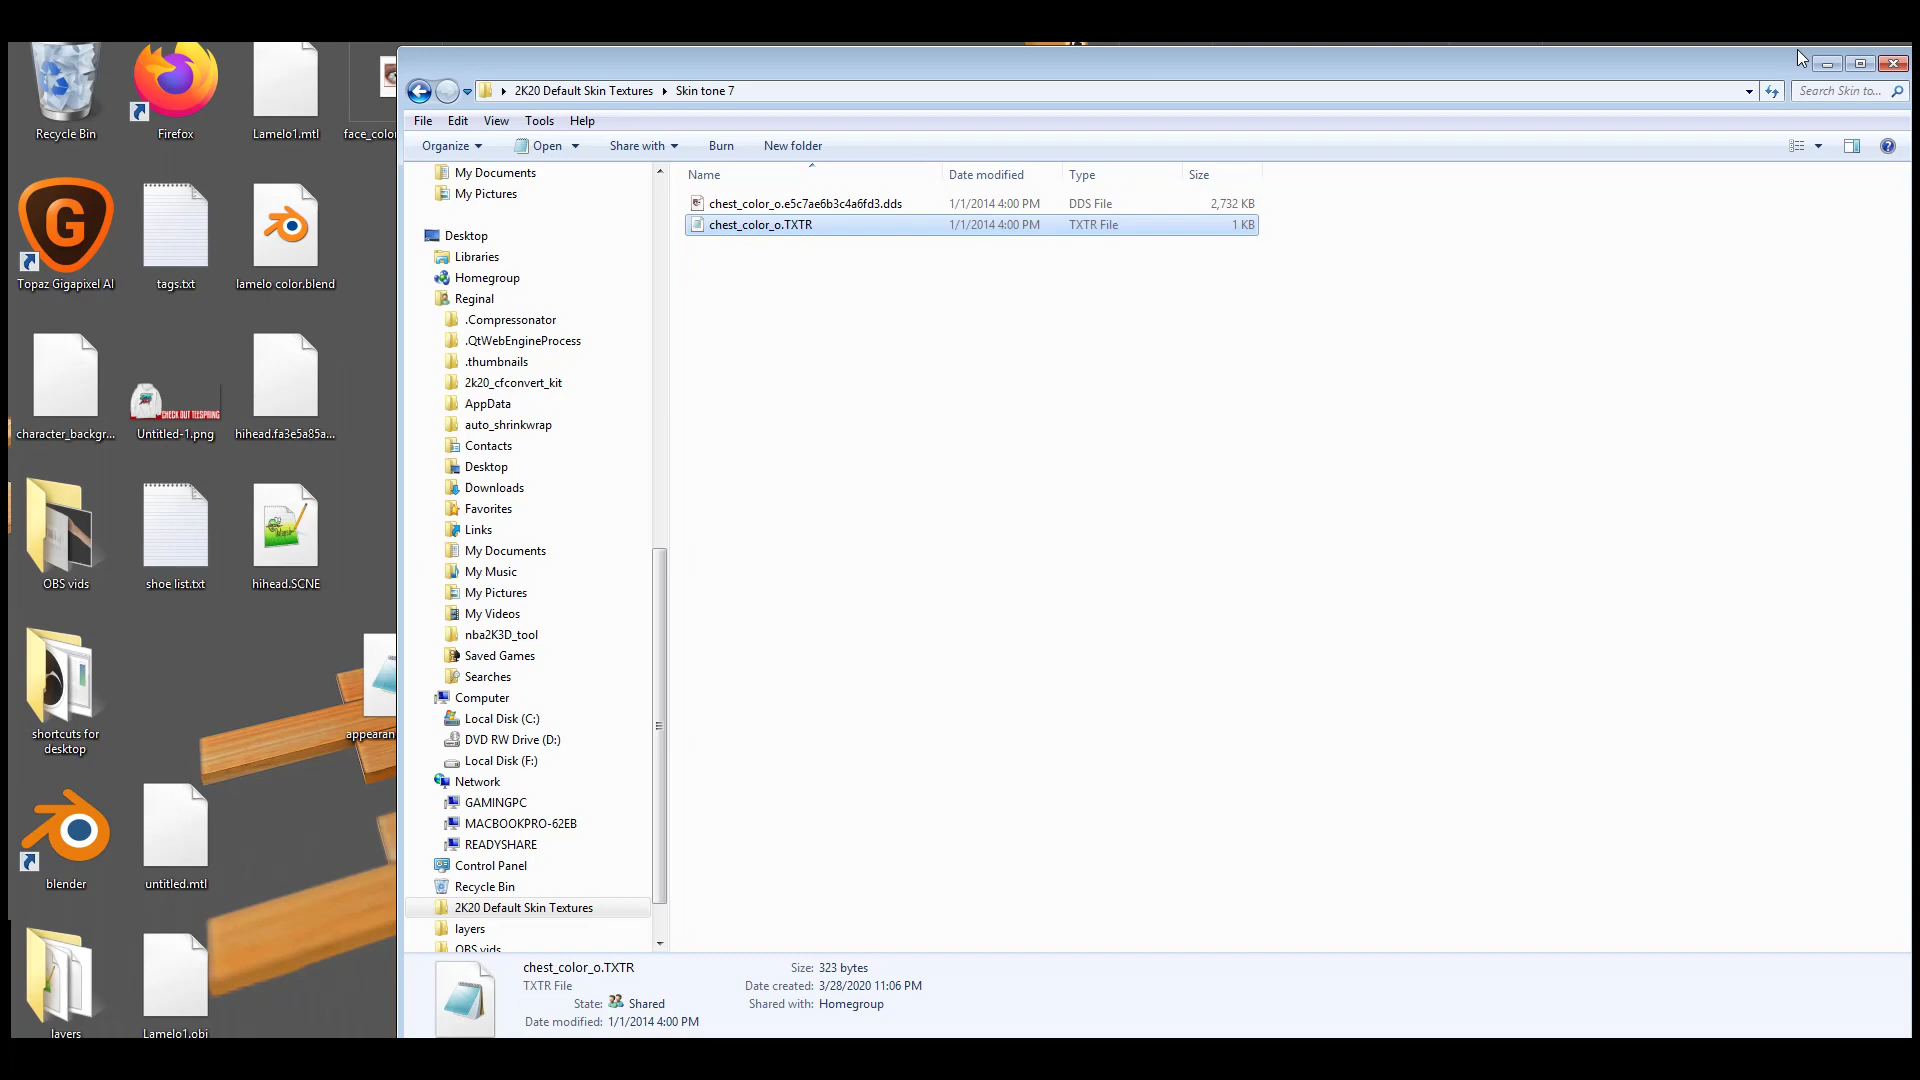 Recycle Bin
Firefox
Lamelo1.mtl
face_color
Topaz Gigapixel AI
tags.txt
lamelo color.blend
character_backgr...
CHECK OUT TEESPRING
Untitled-1.png
hihead.fa3e5a85a...
OBS vids
shoe list.txt
hihead.SCNE
shortcuts for
desktop
appearan
blender
untitled.mtl
layers
Lamelo1.obj
2K20 Default Skin Textures
Skin tone 7
Search Skin to...
File
Edit
View
Tools
Help
Organize
Open
Share with
Burn
New folder
My Documents
My Pictures
Desktop
Libraries
Homegroup
Reginal
.Compressonator
.QtWebEngineProcess
.thumbnails
2k20_cfconvert_kit
AppData
auto_shrinkwrap
Contacts
Desktop
Downloads
Favorites
Links
My Documents
My Music
My Pictures
My Videos
nba2K3D_tool
Saved Games
Searches
Computer
Local Disk (C:)
DVD RW Drive (D:)
Local Disk (F:)
Network
GAMINGPC
MACBOOKPRO-62EB
READYSHARE
Control Panel
Recycle Bin
2K20 Default Skin Textures
layers
OBS vids
Name Date modified Type Size
chest_color_o.e5c7ae6b3c4a6fd3.dds 1/1/2014 4:00 PM DDS File 2,732 KB
chest_color_o.TXTR 1/1/2014 4:00 PM TXTR File 1 KB
chest_color_o.TXTR Size: 323 bytes
TXTR File Date created: 3/28/2020 11:06 PM
State: Shared Shared with: Homegroup
Date modified: 1/1/2014 4:00 PM